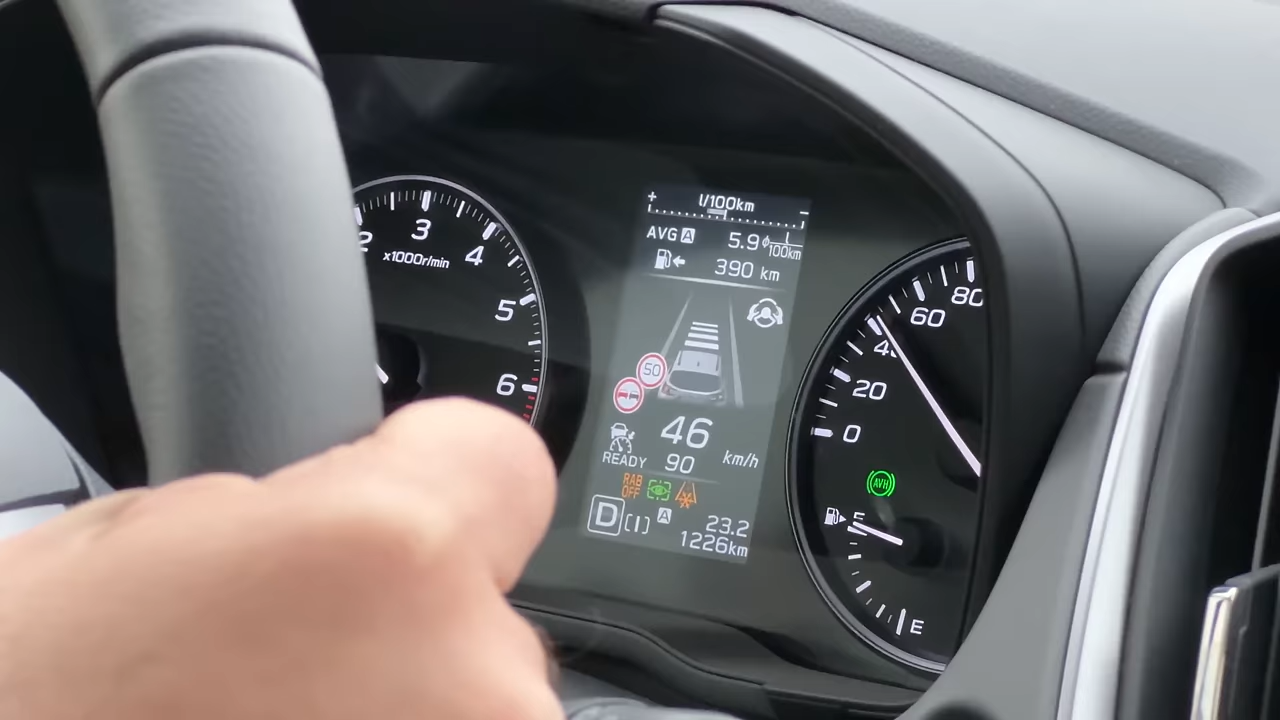 2
3
4
5
6
x1000r/min
+ l/100km -
AVG A 5.9 ϕ 100km
390 km
50
46 km/h
READY 90
RAB
OFF
D [I] A 23.2
1226km
0
20
60
80
AVH
F
E